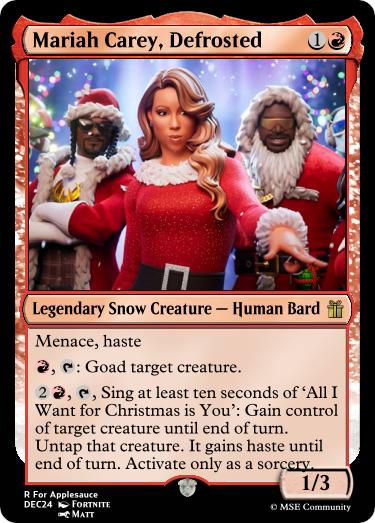 Mariah Carey, Defrosted 1
Legendary Snow Creature — Human Bard
Menace, haste
: Goad target creature.
2 , Sing at least ten seconds of ‘All I
Want for Christmas is You’: Gain control
of target creature until end of turn.
Untap that creature. It gains haste until
end of turn. Activate only as a sorcery.
1/3
R For Applesauce
DEC24 Fortnite
Matt
© MSE Community